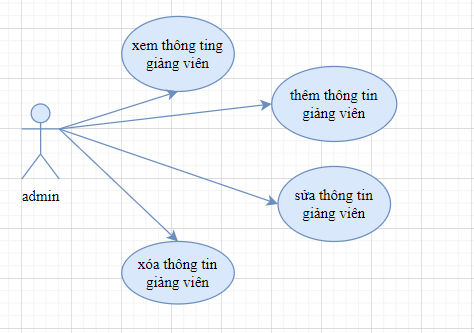 xem thông ting
giảng viên
thêm thông tin
giảng viên
admin
sửa thông tin
giảng viên
xóa thông tin
giảng viên